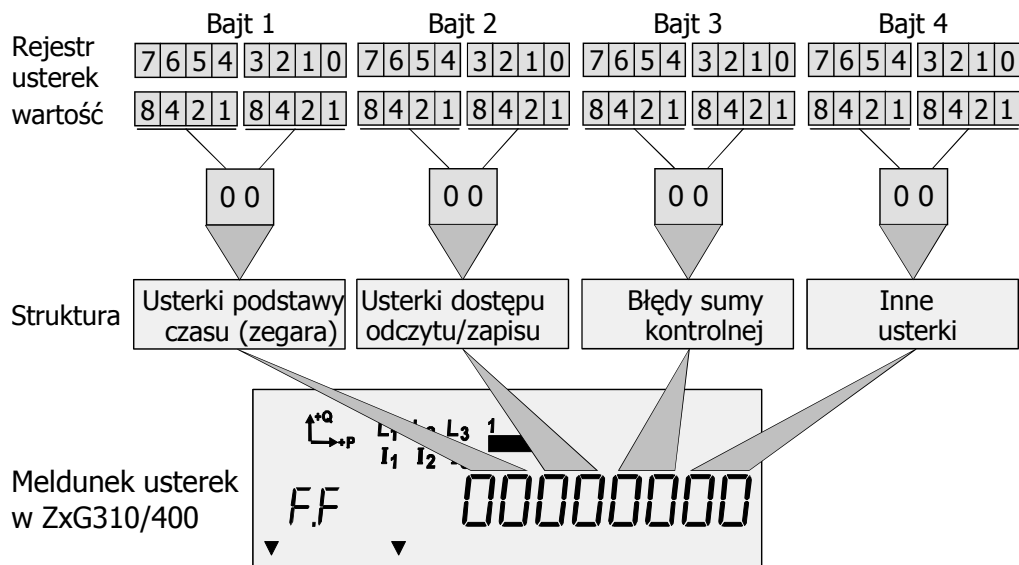 Bajt 1 Bajt 2 Bajt 3 Bajt 4
Rejestr usterek 7 6 5 4 3 2 1 0 7 6 5 4 3 2 1 0 7 6 5 4 3 2 1 0 7 6 5 4 3 2 1 0
wartość 8 4 2 1 8 4 2 1 8 4 2 1 8 4 2 1 8 4 2 1 8 4 2 1 8 4 2 1 8 4 2 1
0 0 0 0 0 0 0 0
Struktura
Usterki podstawy
czasu (zegara)
Usterki dostępu
odczytu/zapisu
Błędy sumy
kontrolnej
Inne
usterki
+Q
+P
L1 L3 1
I1 I2
Meldunek usterek
w ZxG310/400
F.F 00000000